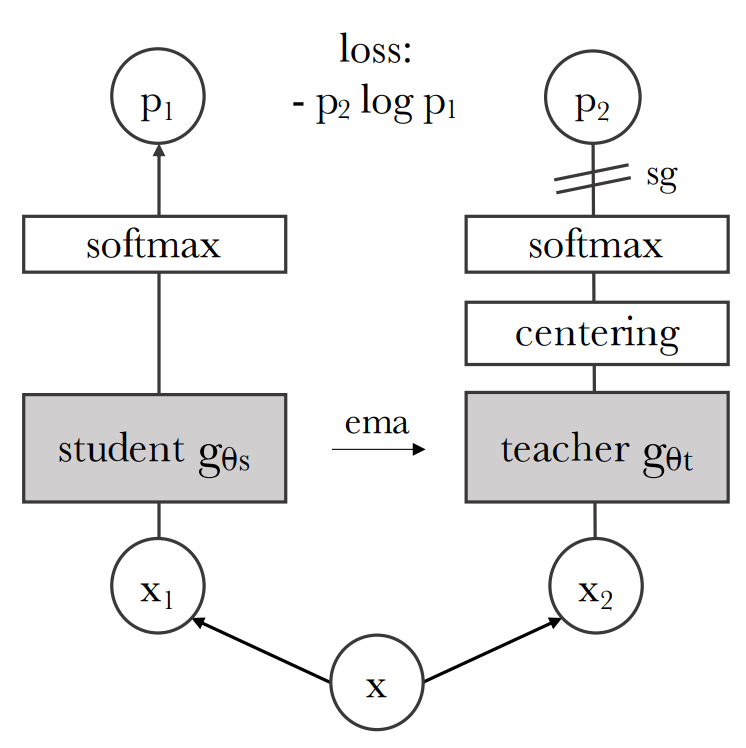 loss:
- p₂ log p₁
p₁
p₂
sg
softmax
softmax
centering
student gθs
ema
teacher gθt
x₁
x₂
x